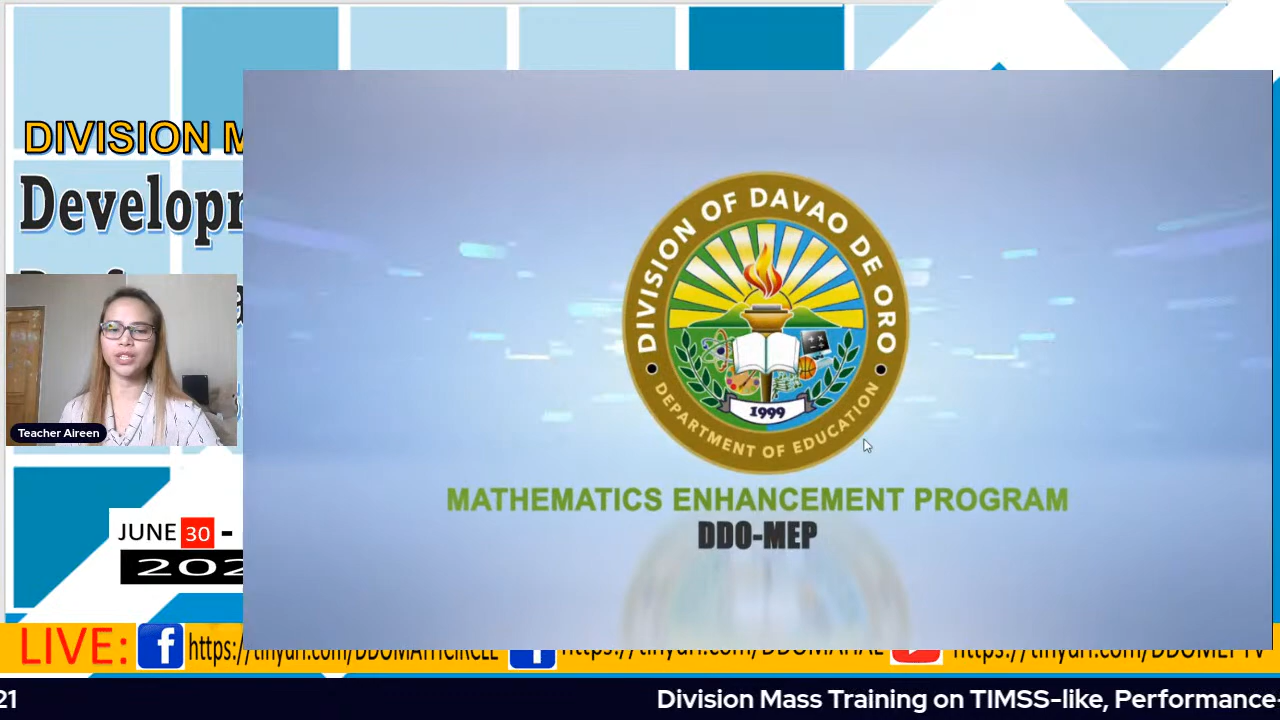 DIVISION
Develop
DIVISION OF DAVAO DE ORO
DEPARTMENT OF EDUCATION
1999
MATHEMATICS ENHANCEMENT PROGRAM
DDO-MEP
Teacher Aireen
JUNE 30 -
202
LIVE: https://tinyurl.com/DDOMATHCIRCLE
21
Division Mass Training on TIMSS-like, Performance-